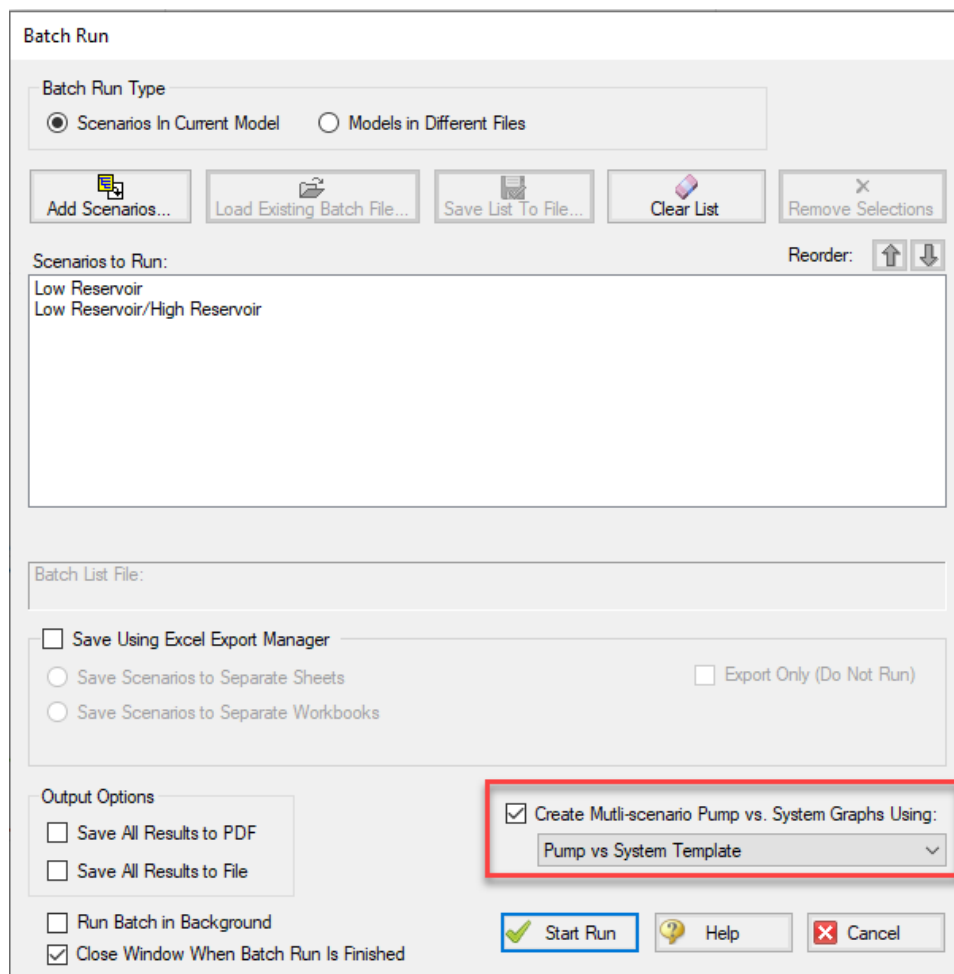 Batch Run
Batch Run Type
Scenarios In Current Model
Models in Different Files
Add Scenarios...
Load Existing Batch File...
Save List To File...
Clear List
Remove Selections
Scenarios to Run:
Reorder:
Low Reservoir
Low Reservoir/High Reservoir
Batch List File:
Save Using Excel Export Manager
Save Scenarios to Separate Sheets
Export Only (Do Not Run)
Save Scenarios to Separate Workbooks
Output Options
Save All Results to PDF
Save All Results to File
Create Mutli-scenario Pump vs. System Graphs Using:
Pump vs System Template
Run Batch in Background
Close Window When Batch Run Is Finished
Start Run
Help
Cancel